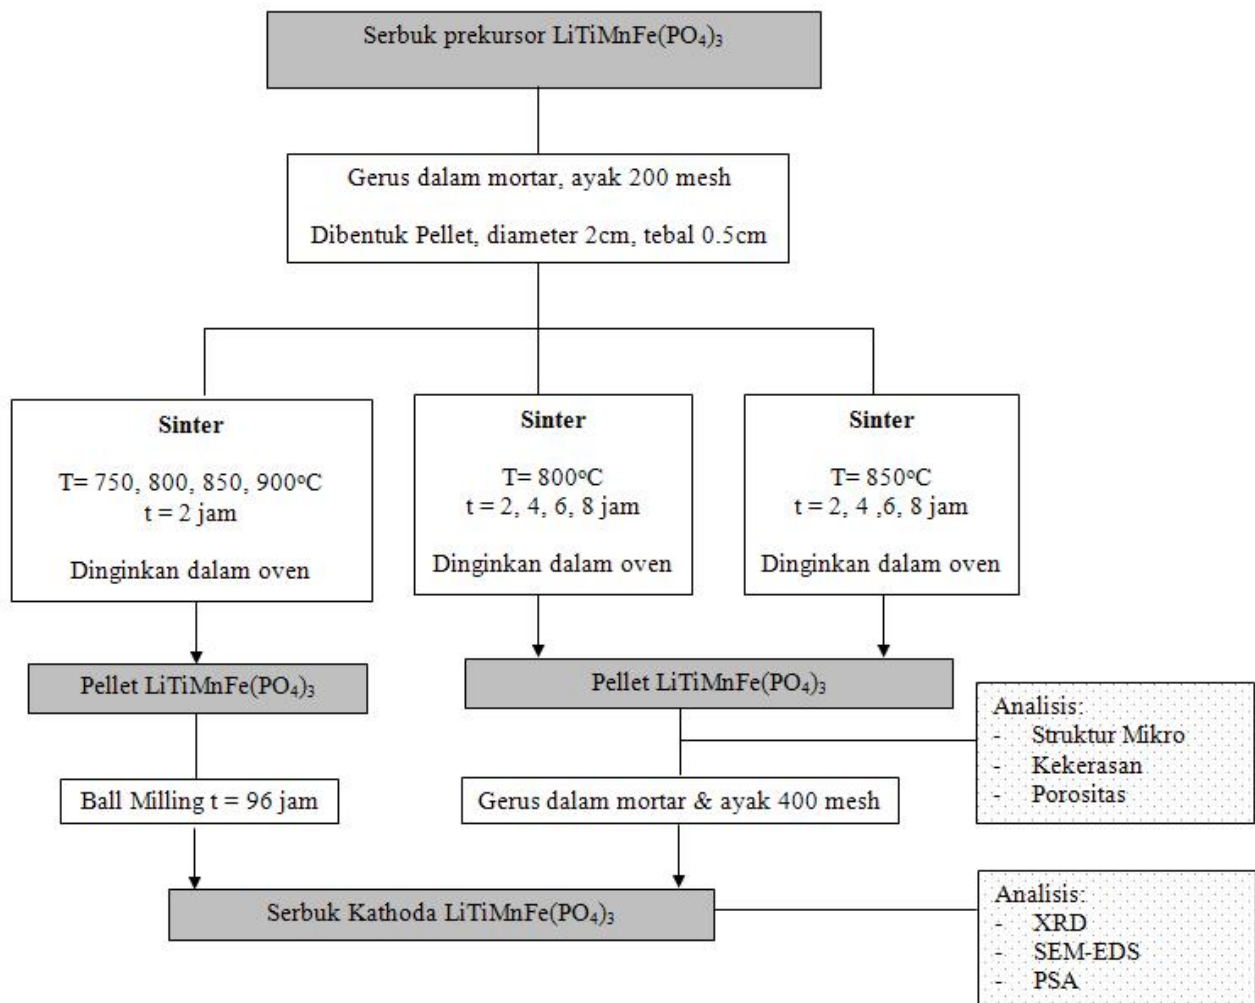 Serbuk prekursor LiTiMnFe(PO₄)₃
Gerus dalam mortar, ayak 200 mesh
Dibentuk Pellet, diameter 2cm, tebal 0.5cm
Sinter
T= 750, 800, 850, 900°C
t = 2 jam
Dinginkan dalam oven
Sinter
T= 800°C
t = 2, 4, 6, 8 jam
Dinginkan dalam oven
Sinter
T= 850°C
t = 2, 4 ,6, 8 jam
Dinginkan dalam oven
Pellet LiTiMnFe(PO₄)₃
Pellet LiTiMnFe(PO₄)₃
Analisis:
- Struktur Mikro
- Kekerasan
- Porositas
Ball Milling t = 96 jam
Gerus dalam mortar & ayak 400 mesh
Serbuk Kathoda LiTiMnFe(PO₄)₃
Analisis:
- XRD
- SEM-EDS
- PSA